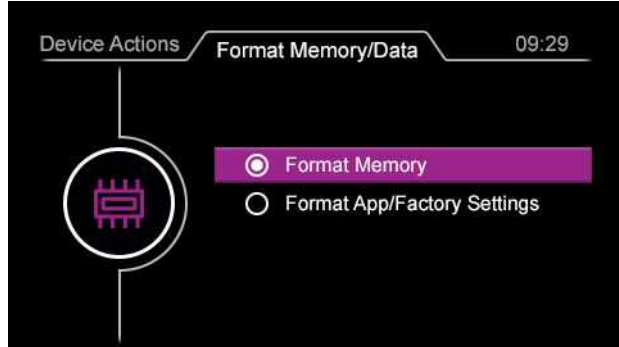 Device Actions Format Memory/Data 09:29
Format Memory
Format App/Factory Settings